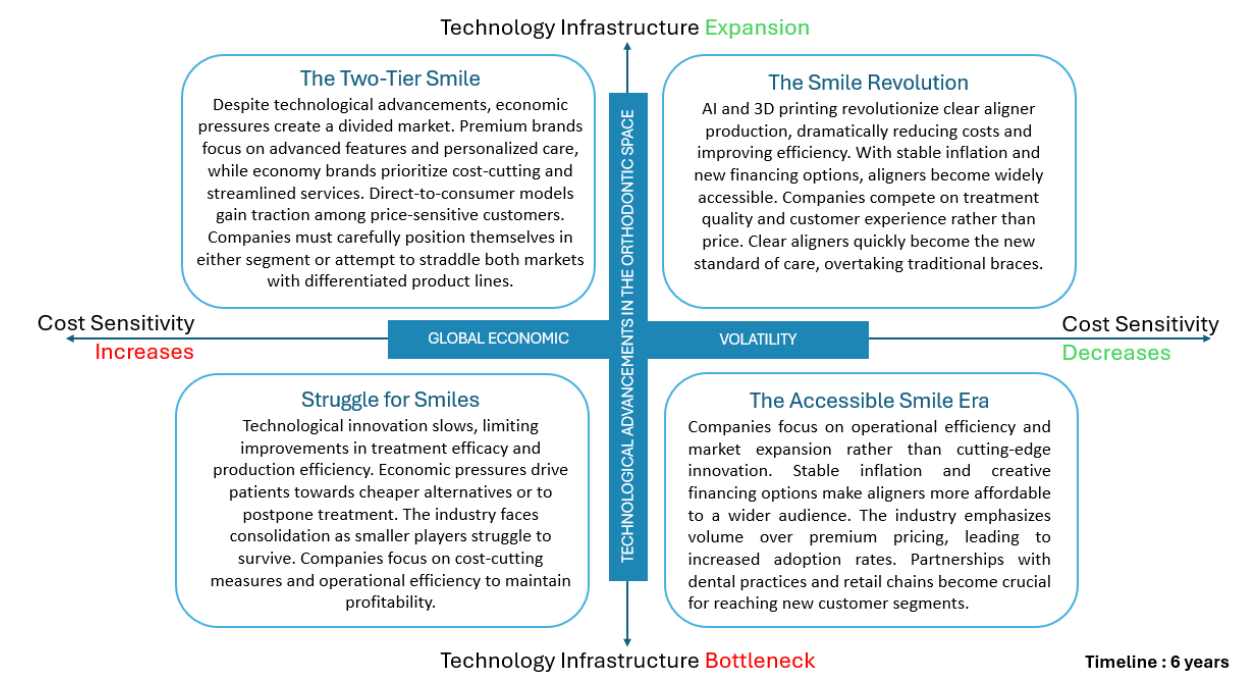 Technology Infrastructure Expansion
The Two-Tier Smile
Despite technological advancements, economic
pressures create a divided market. Premium brands
focus on advanced features and personalized care,
while economy brands prioritize cost-cutting and
streamlined services. Direct-to-consumer models
gain traction among price-sensitive customers.
Companies must carefully position themselves in
either segment or attempt to straddle both markets
with differentiated product lines.
The Smile Revolution
AI and 3D printing revolutionize clear aligner
production, dramatically reducing costs and
improving efficiency. With stable inflation and
new financing options, aligners become widely
accessible. Companies compete on treatment
quality and customer experience rather than
price. Clear aligners quickly become the new
standard of care, overtaking traditional braces.
Cost Sensitivity
Increases
GLOBAL ECONOMIC
VOLATILITY
TECHNOLOGICAL ADVANCEMENTS IN THE ORTHODONTIC SPACE
Cost Sensitivity
Decreases
Struggle for Smiles
Technological innovation slows, limiting
improvements in treatment efficacy and
production efficiency. Economic pressures drive
patients towards cheaper alternatives or to
postpone treatment. The industry faces
consolidation as smaller players struggle to
survive. Companies focus on cost-cutting
measures and operational efficiency to maintain
profitability.
The Accessible Smile Era
Companies focus on operational efficiency and
market expansion rather than cutting-edge
innovation. Stable inflation and creative
financing options make aligners more affordable
to a wider audience. The industry emphasizes
volume over premium pricing, leading to
increased adoption rates. Partnerships with
dental practices and retail chains become crucial
for reaching new customer segments.
Technology Infrastructure Bottleneck
Timeline : 6 years